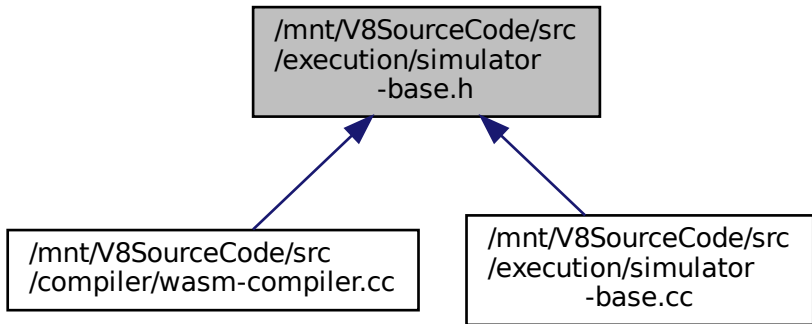 /mnt/V8SourceCode/src
/execution/simulator
-base.h
/mnt/V8SourceCode/src
/compiler/wasm-compiler.cc
/mnt/V8SourceCode/src
/execution/simulator
-base.cc